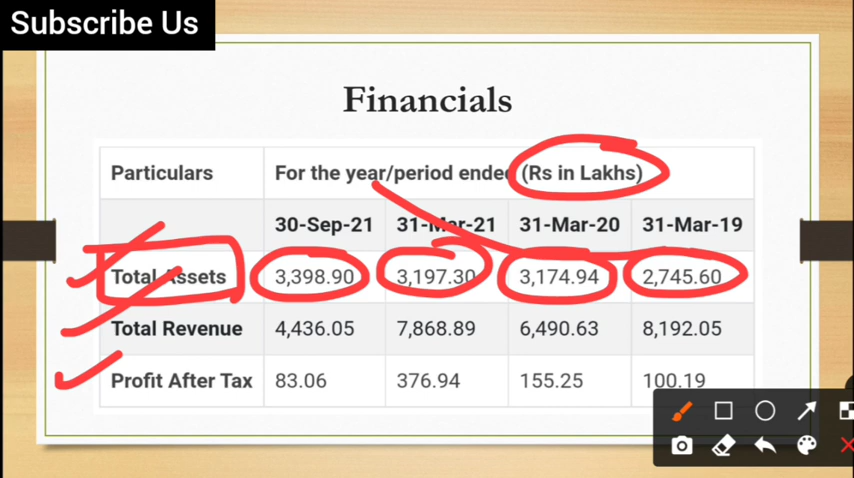 Subscribe Us
Financials
Particulars For the year/period ended (Rs in Lakhs)
30-Sep-21 31-Mar-21 31-Mar-20 31-Mar-19
Total Assets 3,398.90 3,197.30 3,174.94 2,745.60
Total Revenue 4,436.05 7,868.89 6,490.63 8,192.05
Profit After Tax 83.06 376.94 155.25 100.19